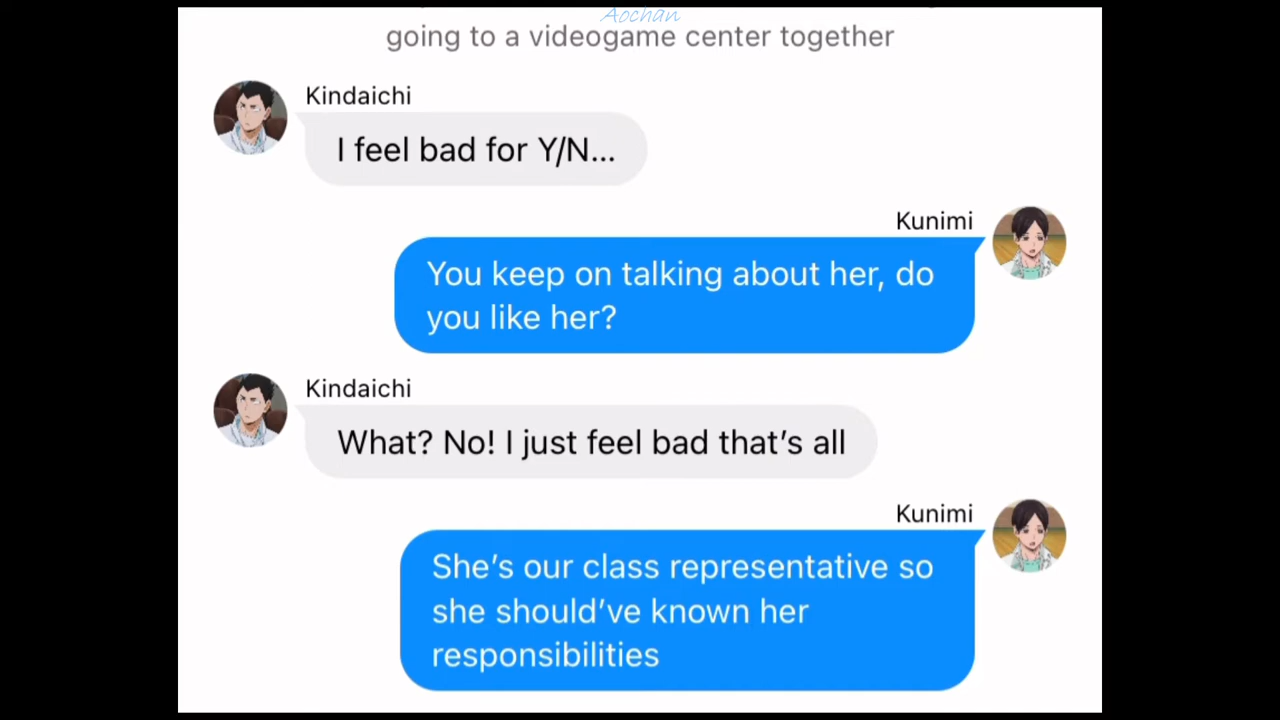 Aochan
going to a videogame center together
Kindaichi
I feel bad for Y/N...
Kunimi
You keep on talking about her, do
you like her?
Kindaichi
What? No! I just feel bad that's all
Kunimi
She's our class representative so
she should've known her
responsibilities